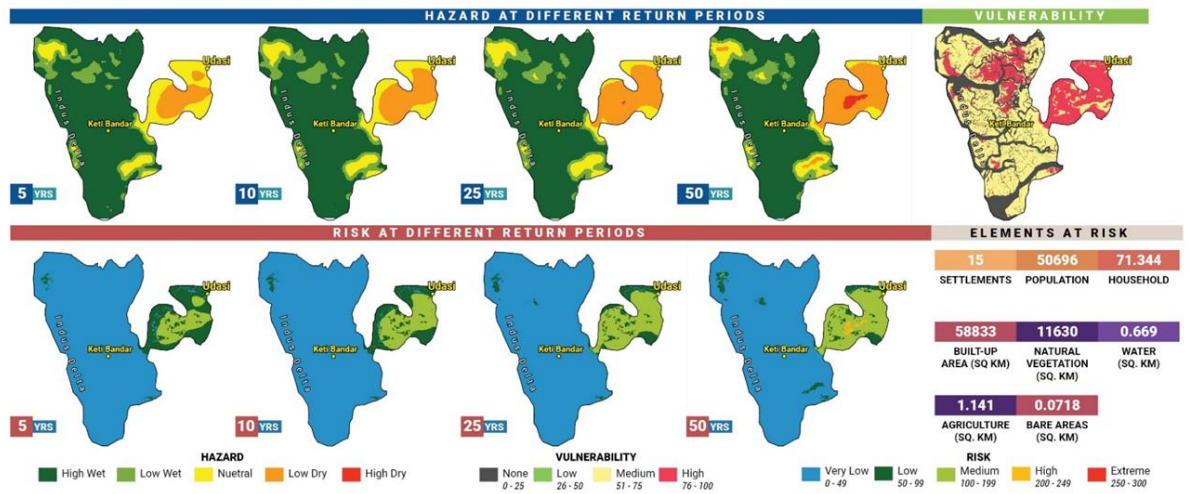 HAZARD AT DIFFERENT RETURN PERIODS
VULNERABILITY
Udasi
Indus Delta
Keti Bandar
5 YRS
Udasi
Indus Delta
Keti Bandar
10 YRS
Udasi
Indus Delta
Keti Bandar
25 YRS
Udasi
Indus Delta
Keti Bandar
50 YRS
Udasi
Indus Delta
Keti Bandar
RISK AT DIFFERENT RETURN PERIODS
ELEMENTS AT RISK
Udasi
Indus Delta
Keti Bandar
5 YRS
Udasi
Indus Delta
Keti Bandar
10 YRS
Udasi
Indus Delta
Keti Bandar
25 YRS
Udasi
Indus Delta
Keti Bandar
50 YRS
15 50696 71.344
SETTLEMENTS POPULATION HOUSEHOLD
58833 11630 0.669
BUILT-UP NATURAL WATER
AREA (SQ KM) VEGETATION (SQ. KM)
(SQ. KM)
1.141 0.0718
AGRICULTURE BARE AREAS
(SQ. KM) (SQ. KM)
HAZARD
High Wet Low Wet Nuetral Low Dry High Dry
VULNERABILITY
None Low Medium High
0 - 25 26 - 50 51 - 75 76 - 100
RISK
Very Low Low Medium High Extreme
0 - 49 50 - 99 100 - 199 200 - 249 250 - 300